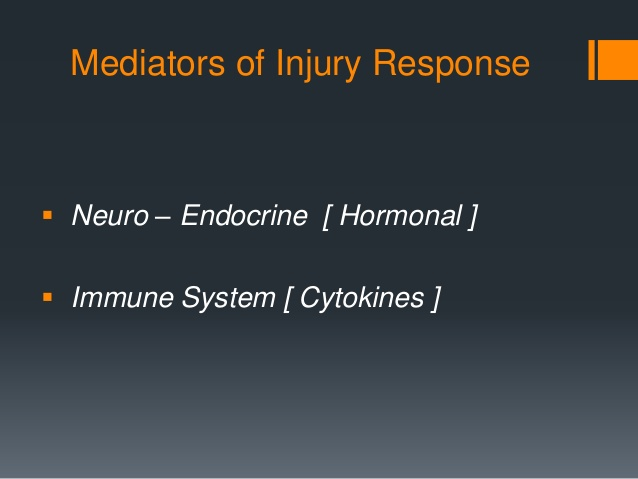 Mediators of Injury Response
▪ Neuro – Endocrine [ Hormonal ]
▪ Immune System [ Cytokines ]